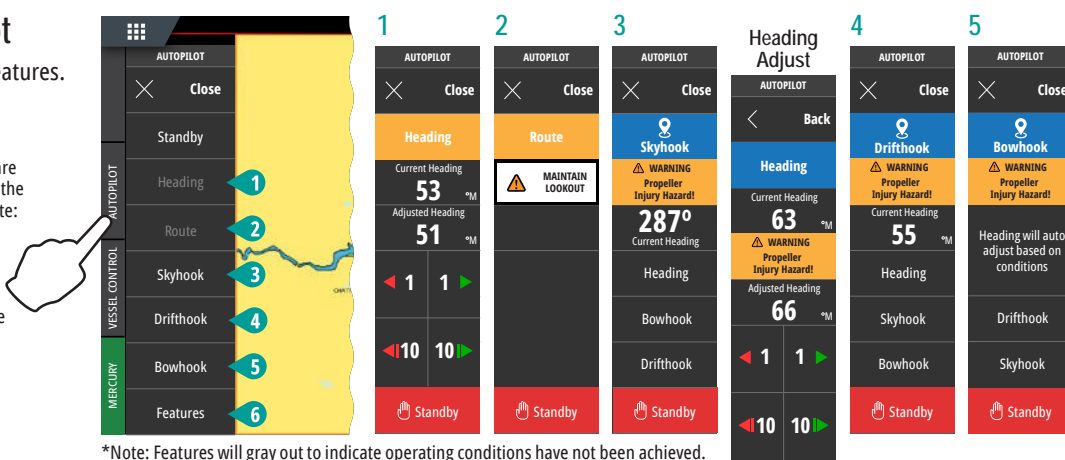 ot
eatures.
are
the
te:
e
AUTOPILOT
Close
Standby
Heading
Route
Skyhook
Drifthook
Bowhook
Features
AUTOPILOT
VESSEL CONTROL
MERCURY
1
2
3
4
5
6
1
AUTOPILOT
Close
Heading
Current Heading
53 °M
Adjusted Heading
51 °M
1 1
10 10
Standby
2
AUTOPILOT
Close
Route
MAINTAIN
LOOKOUT
Standby
3
AUTOPILOT
Close
Skyhook
WARNING
Propeller
Injury Hazard!
287°
Current Heading
Heading
Bowhook
Drifthook
Standby
Heading
Adjust
AUTOPILOT
Back
Heading
Current Heading
63 °M
WARNING
Propeller
Injury Hazard!
Adjusted Heading
66 °M
1 1
10 10
4
AUTOPILOT
Close
Drifthook
WARNING
Propeller
Injury Hazard!
Current Heading
55 °M
Heading
Skyhook
Bowhook
Standby
5
AUTOPILOT
Close
Bowhook
WARNING
Propeller
Injury Hazard!
Heading will auto
adjust based on
conditions
Drifthook
Skyhook
Standby
*Note: Features will gray out to indicate operating conditions have not been achieved.